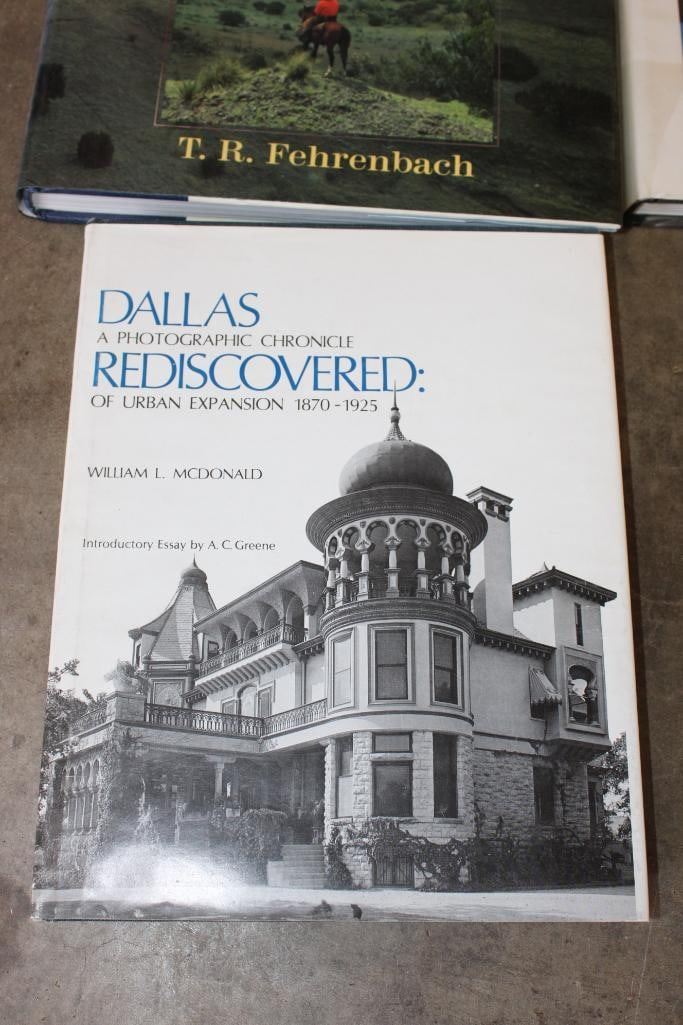 T. R. Fehrenbach
DALLAS
A PHOTOGRAPHIC CHRONICLE
REDISCOVERED:
OF URBAN EXPANSION 1870-1925
WILLIAM L. MCDONALD
Introductory Essay by A. C. Greene